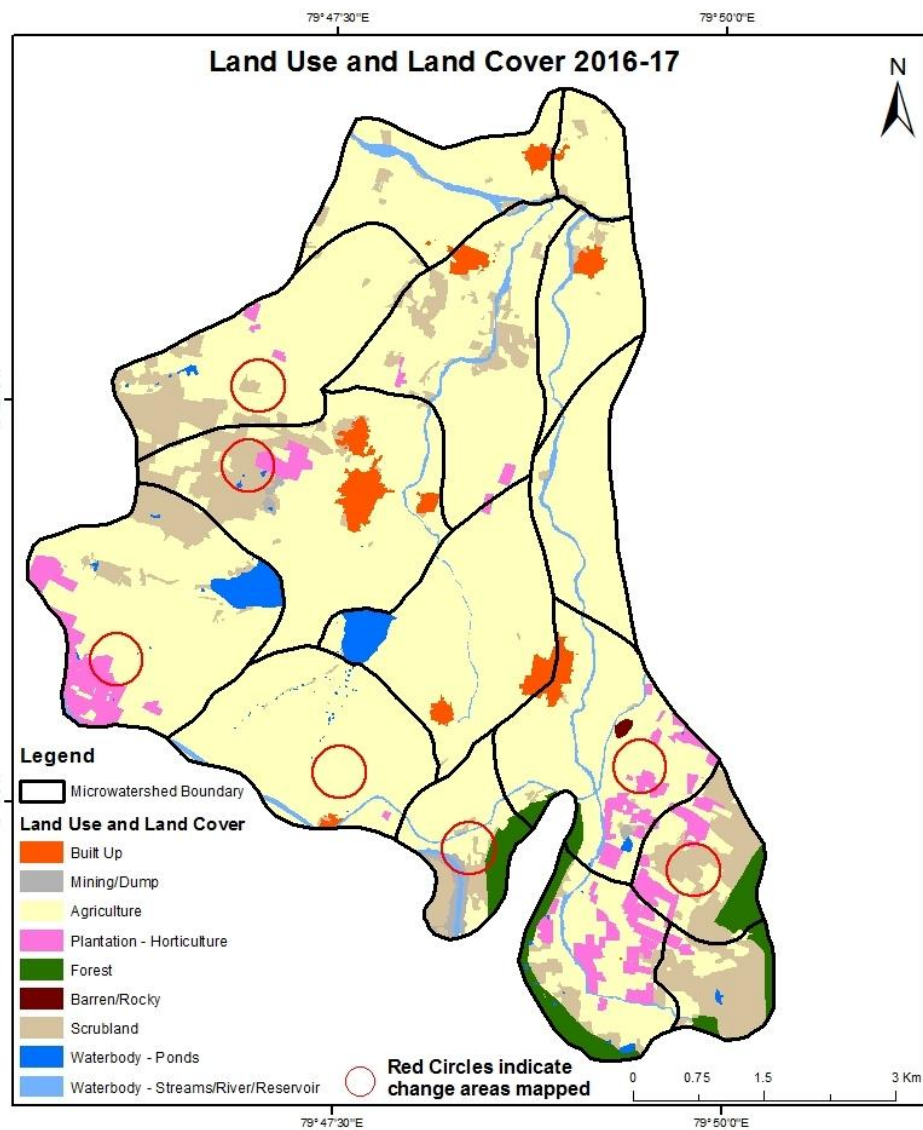 79°47'30"E 79°50'0"E
Land Use and Land Cover 2016-17
N
Legend
Microwatershed Boundary
Land Use and Land Cover
Built Up
Mining/Dump
Agriculture
Plantation - Horticulture
Forest
Barren/Rocky
Scrubland
Waterbody - Ponds
Waterbody - Streams/River/Reservoir
Red Circles indicate
change areas mapped
0 0.75 1.5 3 Km
79°47'30"E 79°50'0"E